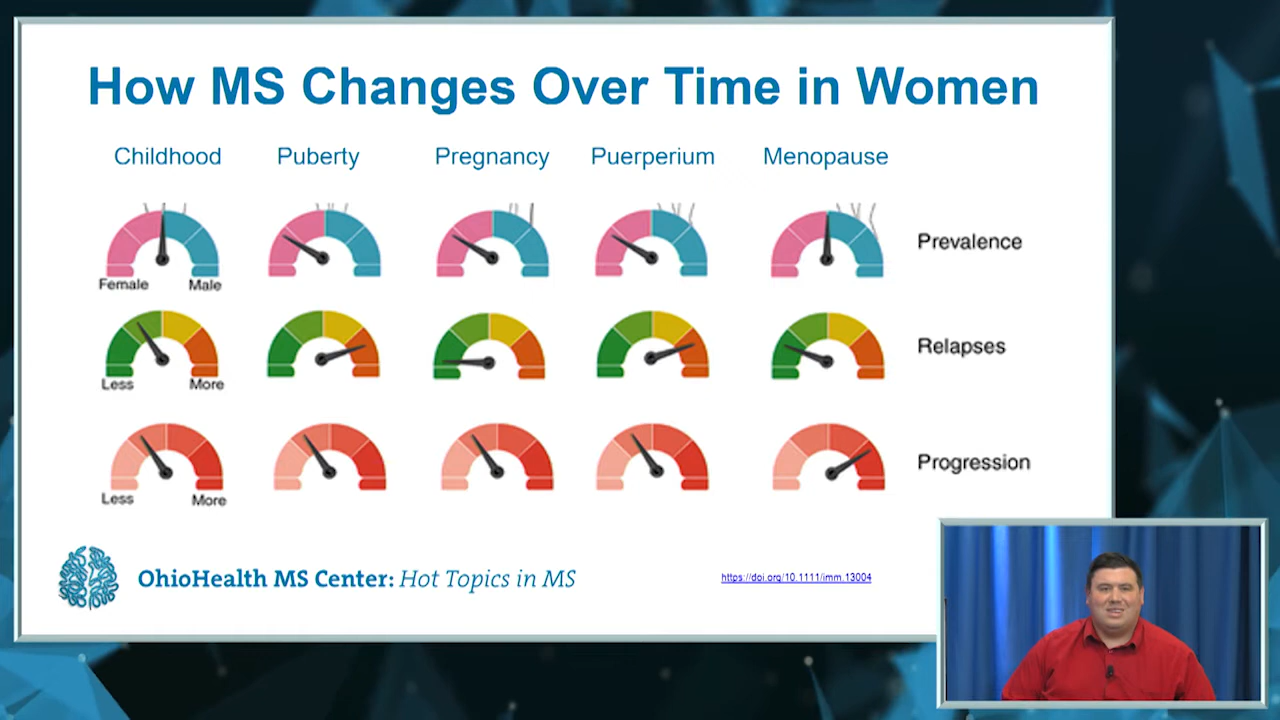 How MS Changes Over Time in Women
Childhood Puberty Pregnancy Puerperium Menopause
Prevalence
Female Male
Relapses
Less More
Progression
Less More
OhioHealth MS Center: Hot Topics in MS
https://doi.org/10.1111/imm.13004